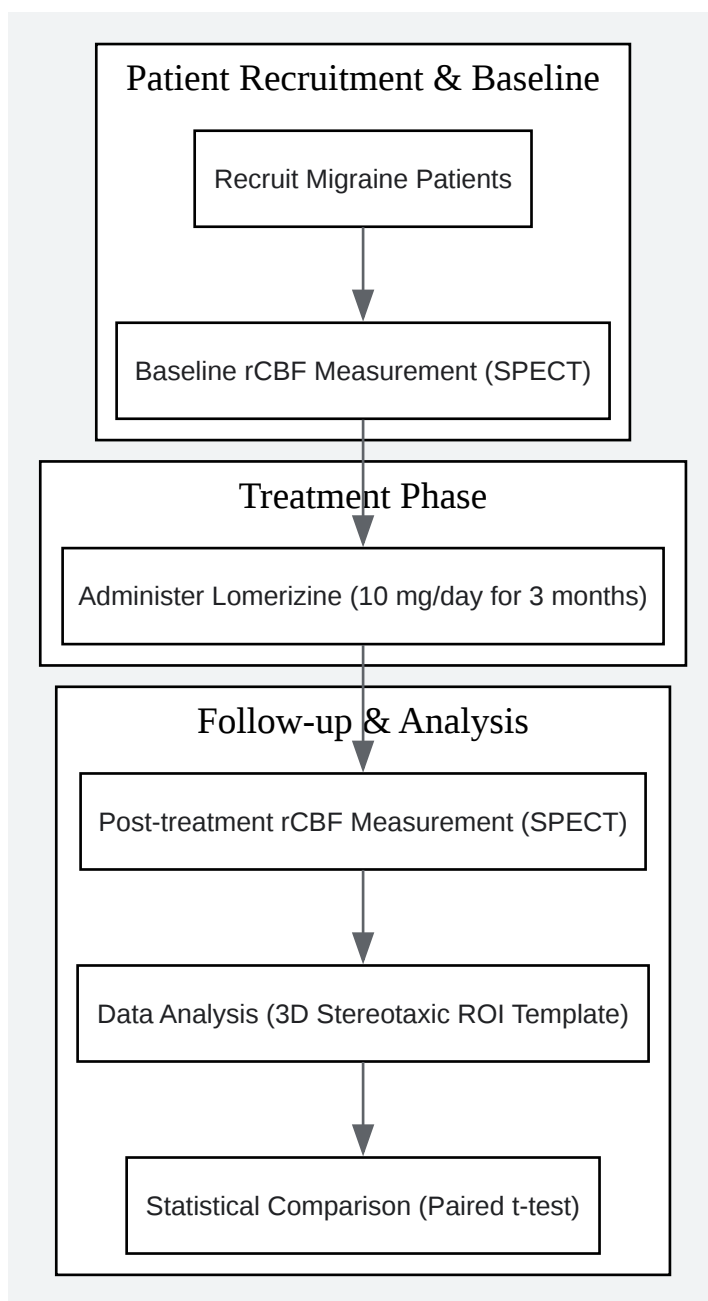 Patient Recruitment & Baseline
Recruit Migraine Patients
Baseline rCBF Measurement (SPECT)
Treatment Phase
Administer Lomerizine (10 mg/day for 3 months)
Follow-up & Analysis
Post-treatment rCBF Measurement (SPECT)
Data Analysis (3D Stereotaxic ROI Template)
Statistical Comparison (Paired t-test)